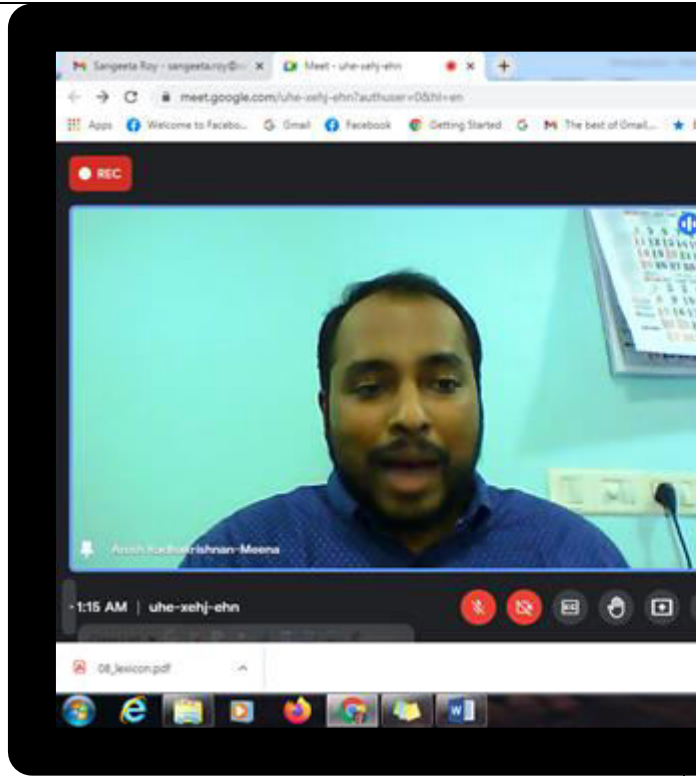 Sangeeta Roy - sangeeta.roy@
Meet - uhe-xehj-ehn
meet.google.com/uhe-xehj-ehn?authuser=0&hl=en
Apps
Welcome to Facebo...
Gmail
Facebook
Getting Started
The best of Gmail,...
REC
Radhakrishnan-Meena
1:15 AM | uhe-xehj-ehn
08_lexicon.pdf